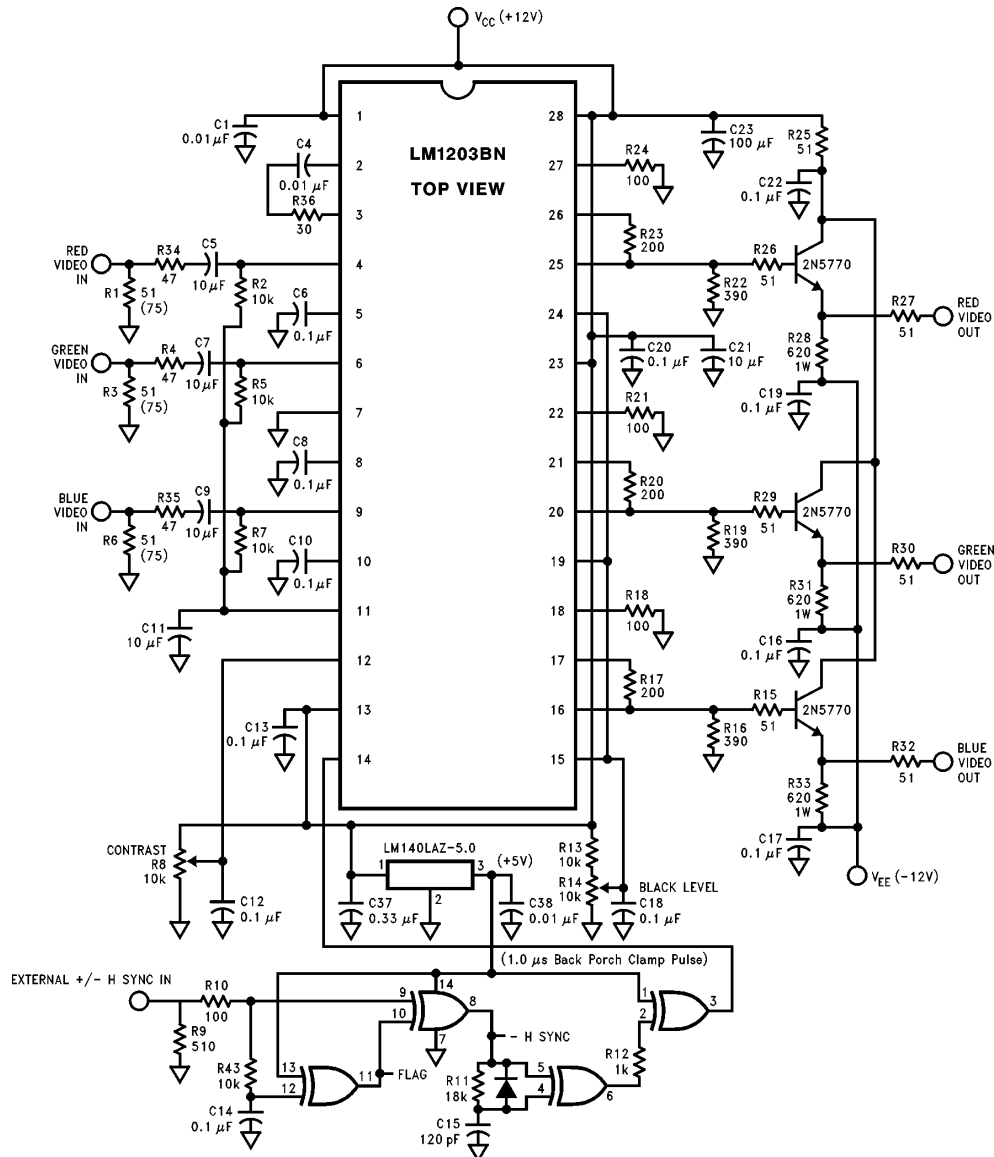 V_CC (+12V)
LM1203BN
TOP VIEW
1
2
3
4
5
6
7
8
9
10
11
12
13
14
28
27
26
25
24
23
22
21
20
19
18
17
16
15
C1
0.01 μF
C4
0.01 μF
R36
30
RED
VIDEO
IN
R1
51
(75)
R34
47
C5
10 μF
R2
10k
C6
0.1 μF
GREEN
VIDEO
IN
R3
51
(75)
R4
47
C7
10 μF
R5
10k
C8
0.1 μF
BLUE
VIDEO
IN
R6
51
(75)
R35
47
C9
10 μF
R7
10k
C10
0.1 μF
C11
10 μF
C13
0.1 μF
CONTRAST
R8
10k
C12
0.1 μF
C23
100 μF
R25
51
R24
100
C22
0.1 μF
R23
200
R26
51
2N5770
R22
390
R27
51
RED
VIDEO
OUT
R28
620
1W
C20
0.1 μF
C21
10 μF
C19
0.1 μF
R21
100
R20
200
R29
51
2N5770
R19
390
R30
51
GREEN
VIDEO
OUT
R31
620
1W
R18
100
C16
0.1 μF
R17
200
R15
51
2N5770
R16
390
R32
51
BLUE
VIDEO
OUT
R33
620
1W
C17
0.1 μF
V_EE (-12V)
LM140LAZ-5.0
1
2
3
(+5V)
C37
0.33 μF
C38
0.01 μF
R13
10k
R14
10k
BLACK LEVEL
C18
0.1 μF
(1.0 μs Back Porch Clamp Pulse)
EXTERNAL +/- H SYNC IN
R10
100
R9
510
R43
10k
C14
0.1 μF
13
12
11
FLAG
9
10
14
7
8
- H SYNC
R11
18k
C15
120 pF
5
4
6
R12
1k
1
2
3